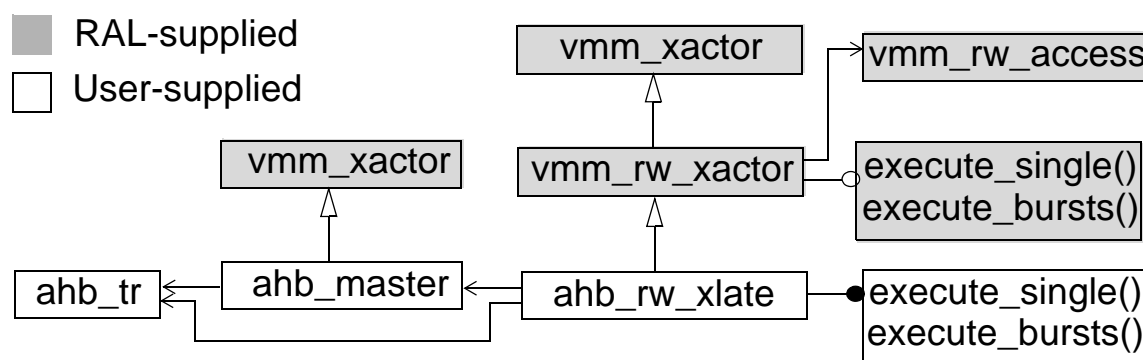 RAL-supplied
User-supplied
vmm_xactor
vmm_rw_access
vmm_xactor
vmm_rw_xactor
execute_single()
execute_bursts()
ahb_tr
ahb_master
ahb_rw_xlate
execute_single()
execute_bursts()